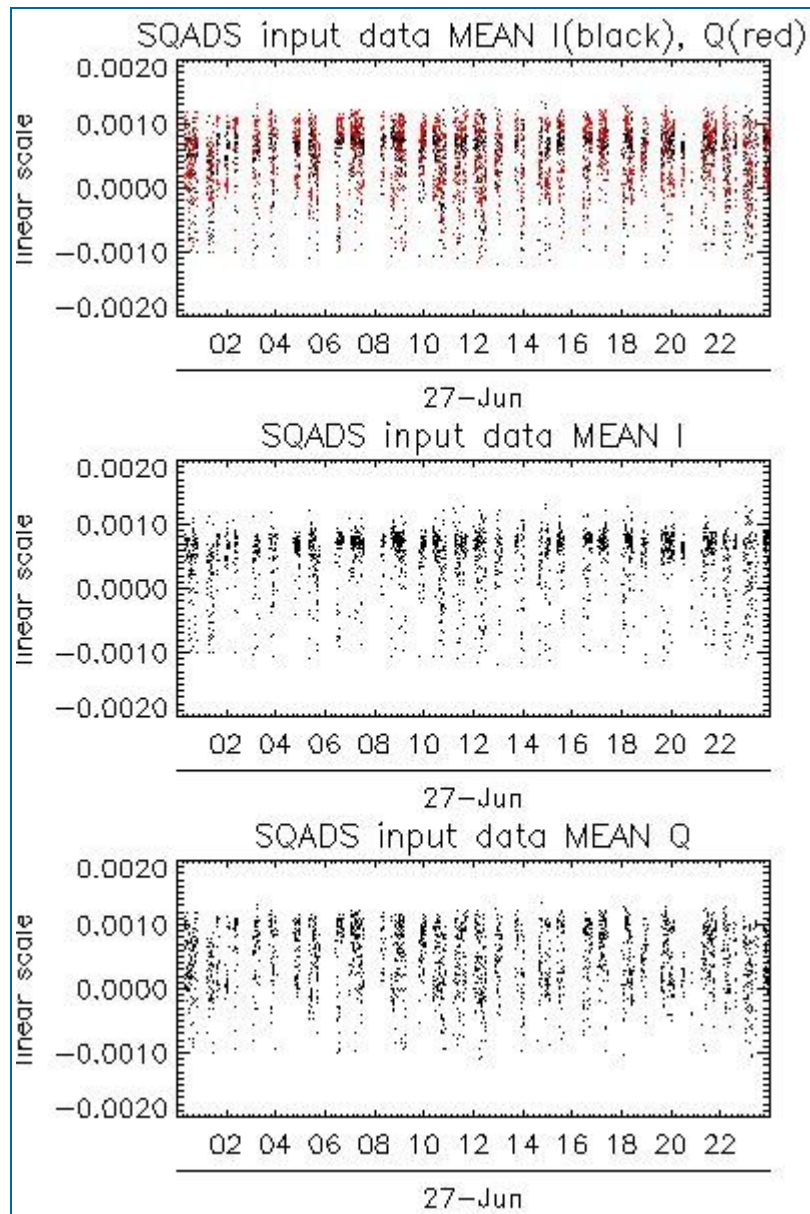 SQADS input data MEAN I(black), Q(red)
linear scale
0.0020
0.0010
0.0000
−0.0010
−0.0020
02 04 06 08 10 12 14 16 18 20 22
27−Jun
SQADS input data MEAN I
linear scale
0.0020
0.0010
0.0000
−0.0010
−0.0020
02 04 06 08 10 12 14 16 18 20 22
27−Jun
SQADS input data MEAN Q
linear scale
0.0020
0.0010
0.0000
−0.0010
−0.0020
02 04 06 08 10 12 14 16 18 20 22
27−Jun